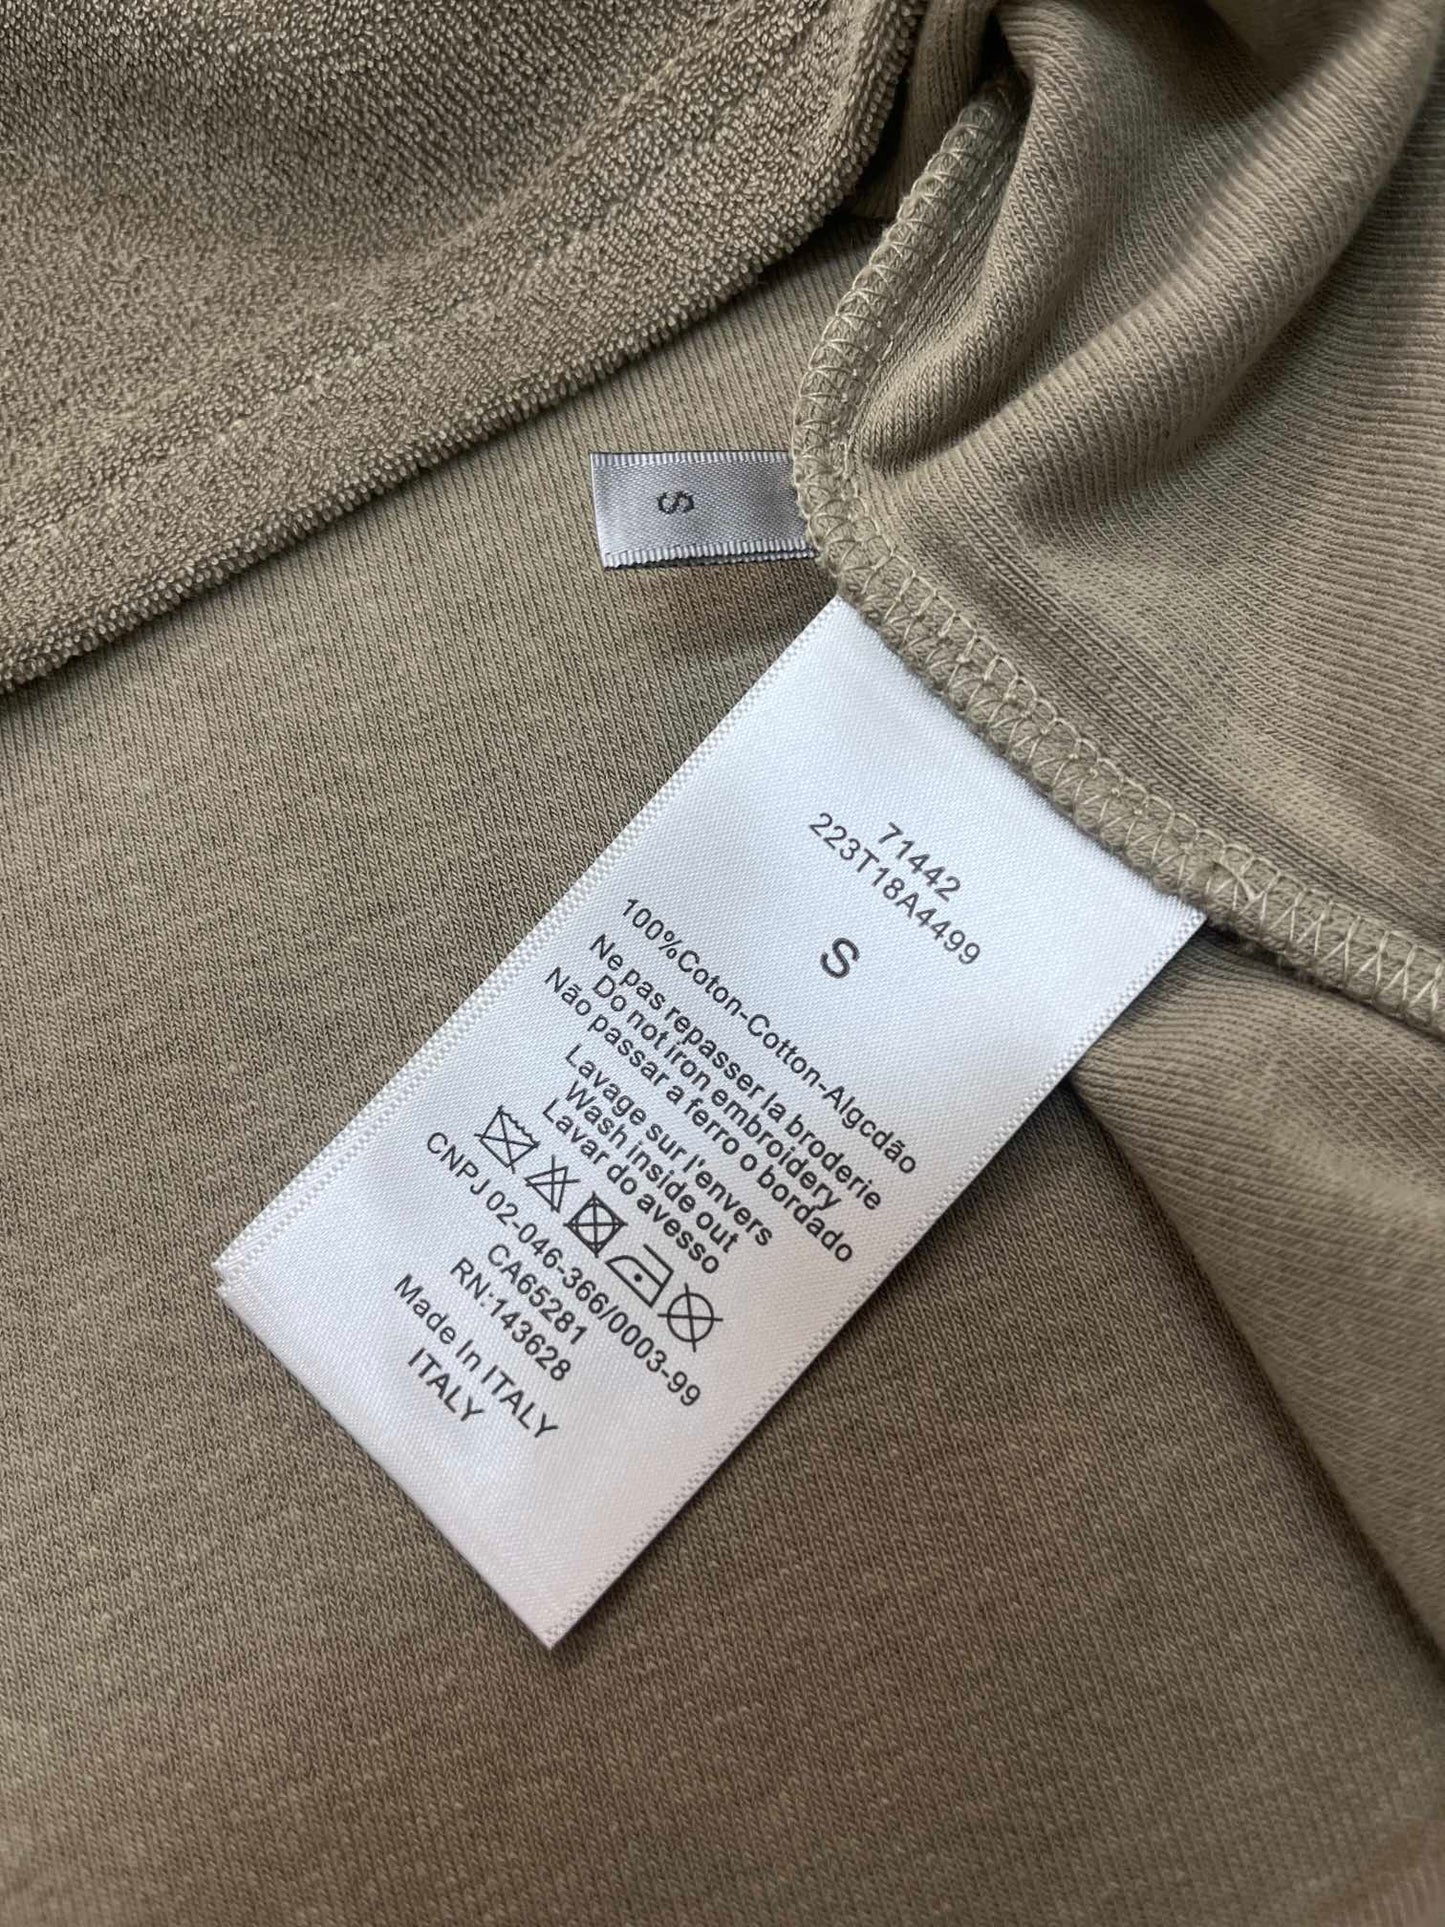 S
71442
223T18A4499
S
100%Coton-Cotton-Algcdão
Ne pas repasser la broderie
Do not iron embroidery
Não passar a ferro o bordado
Lavage sur l'envers
Wash inside out
Lavar do avesso
CNPJ 02-046-366/0003-99
CA65281
RN:143628
Made In ITALY
ITALY